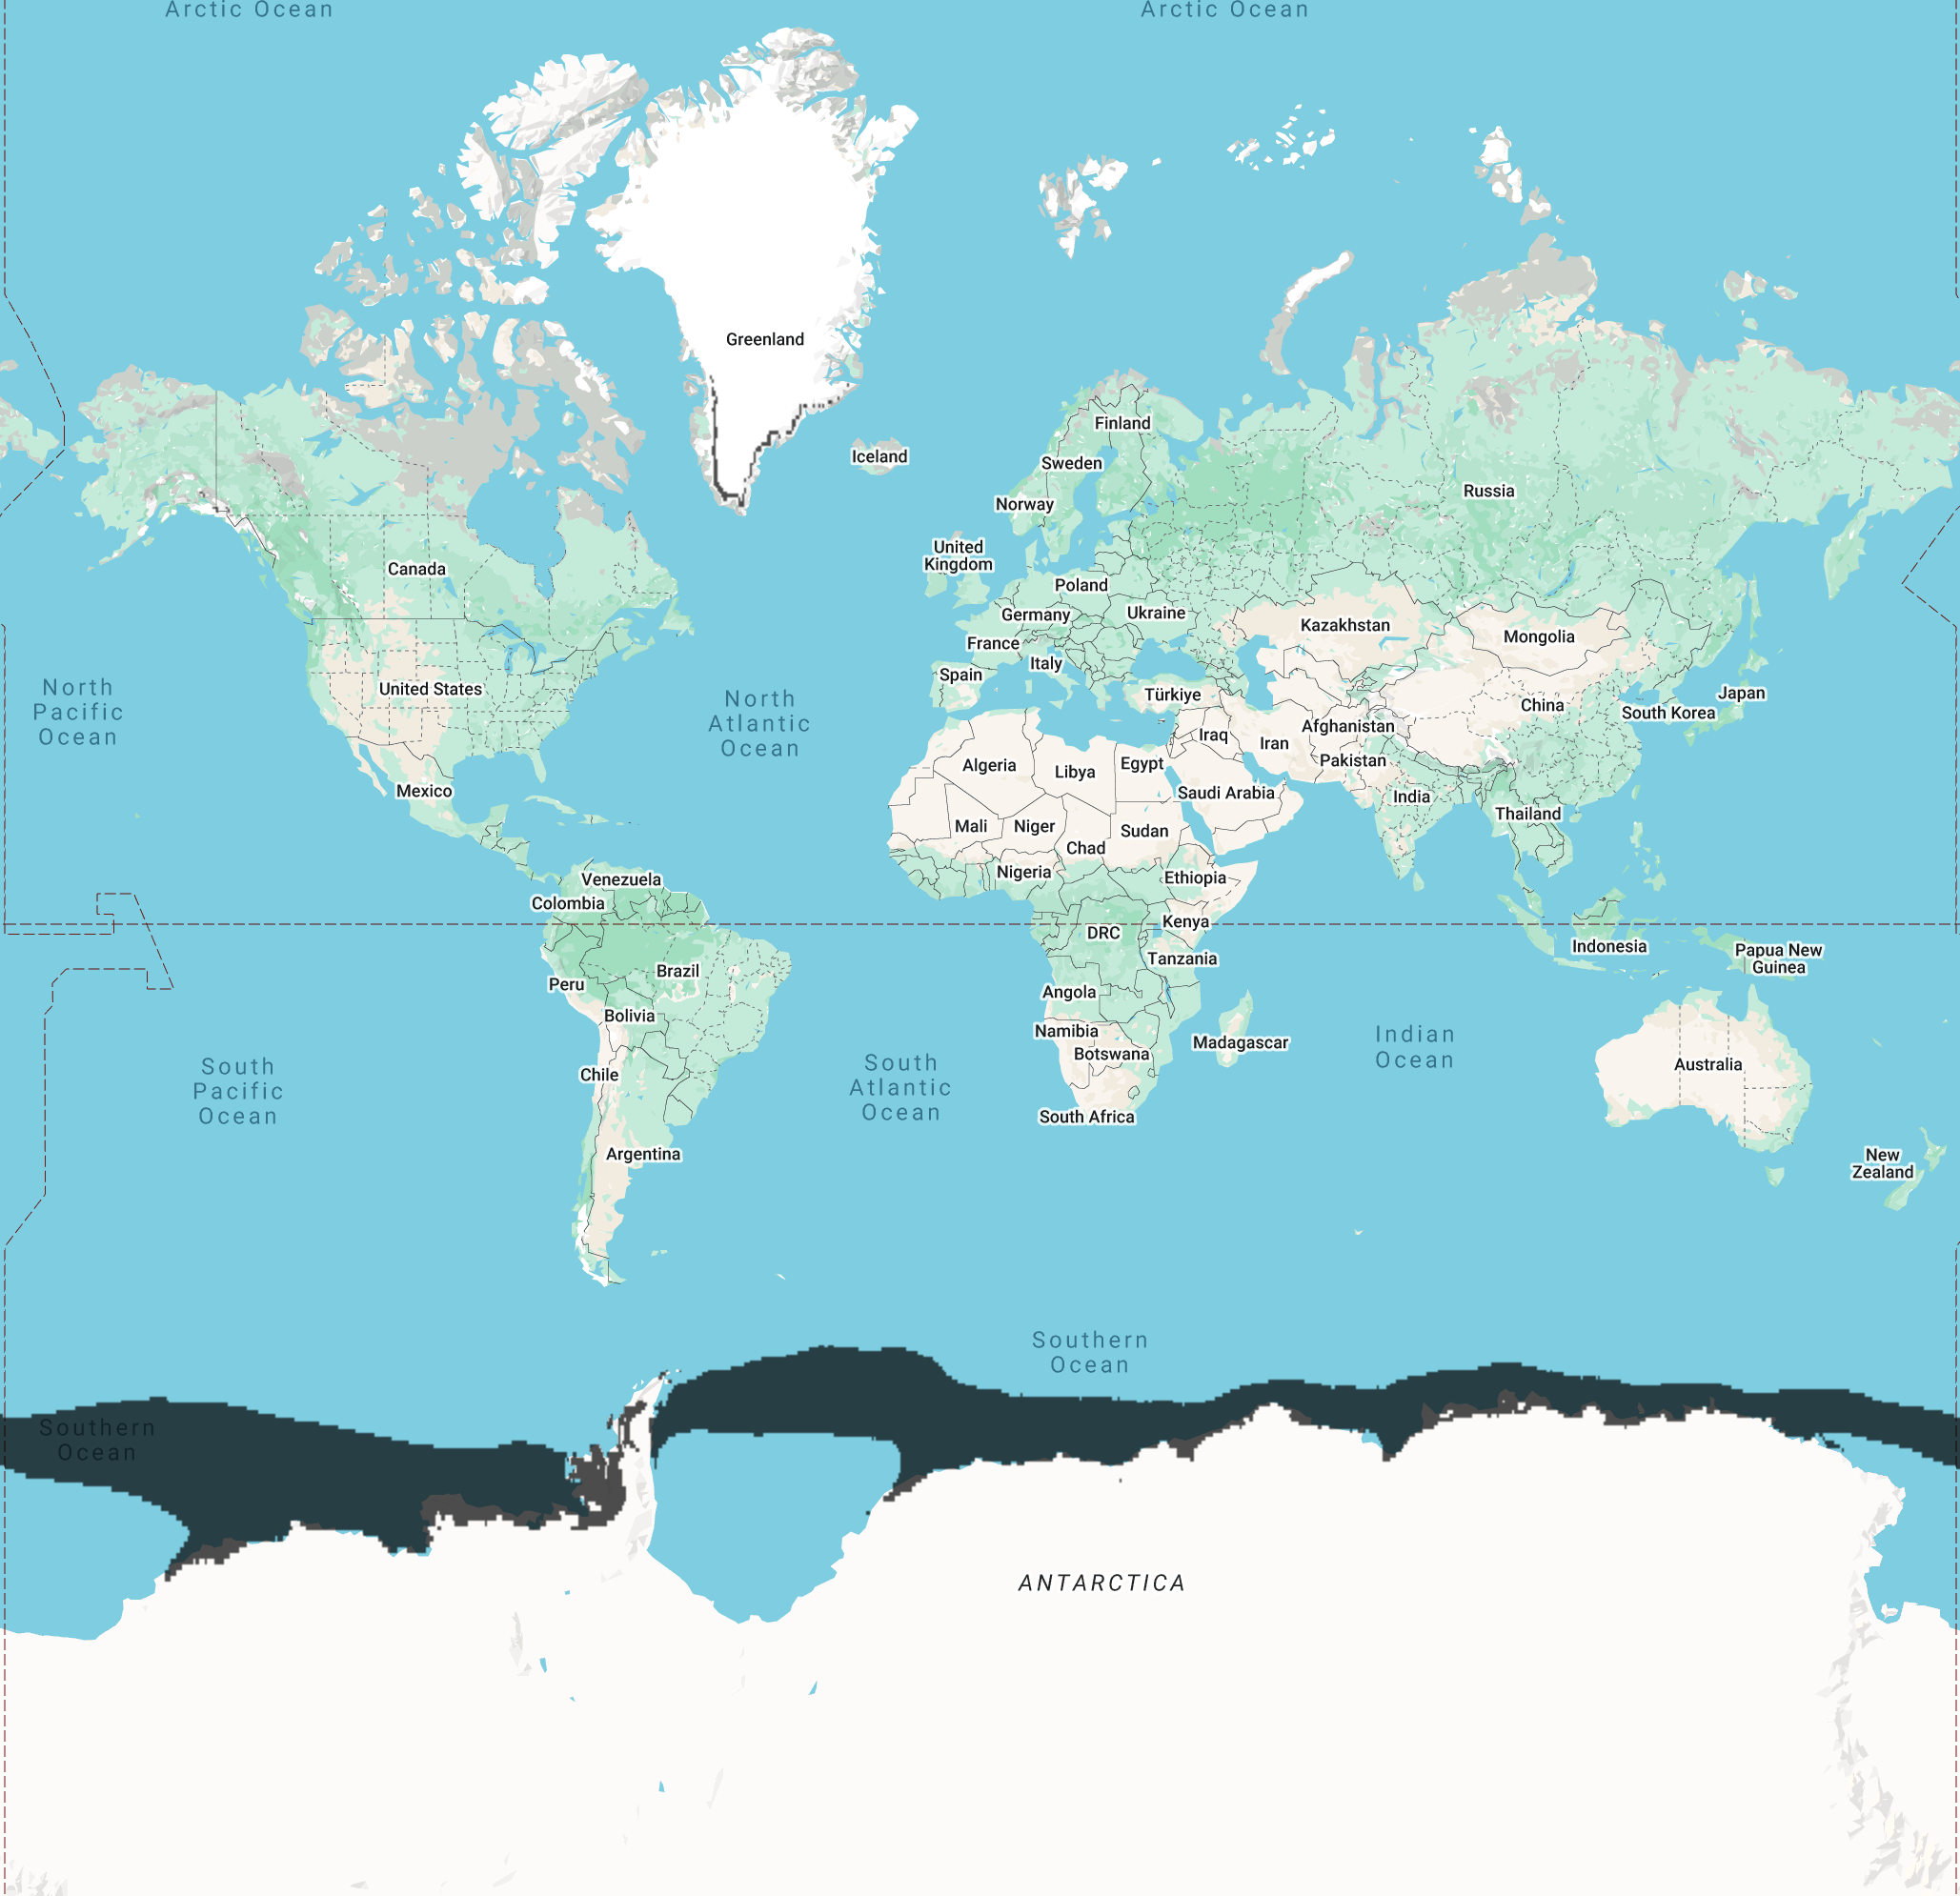 Arctic Ocean
Arctic Ocean
Greenland
Finland
Iceland
Sweden
Russia
Norway
United
Kingdom
Canada
Poland
Germany
Ukraine
Kazakhstan
Mongolia
France
Italy
Spain
United States
Türkiye
North
Pacific
Ocean
North
Atlantic
Ocean
China
Japan
South Korea
Afghanistan
Iraq
Iran
Pakistan
Algeria
Libya
Egypt
Saudi Arabia
Mexico
India
Thailand
Mali
Niger
Sudan
Chad
Nigeria
Ethiopia
Venezuela
Colombia
Kenya
DRC
Indonesia
Papua New
Guinea
Tanzania
Brazil
Peru
Angola
Bolivia
Namibia
Botswana
Madagascar
Indian
Ocean
Australia
Chile
South
Pacific
Ocean
South
Atlantic
Ocean
South Africa
Argentina
New
Zealand
Southern
Ocean
Southern
Ocean
ANTARCTICA